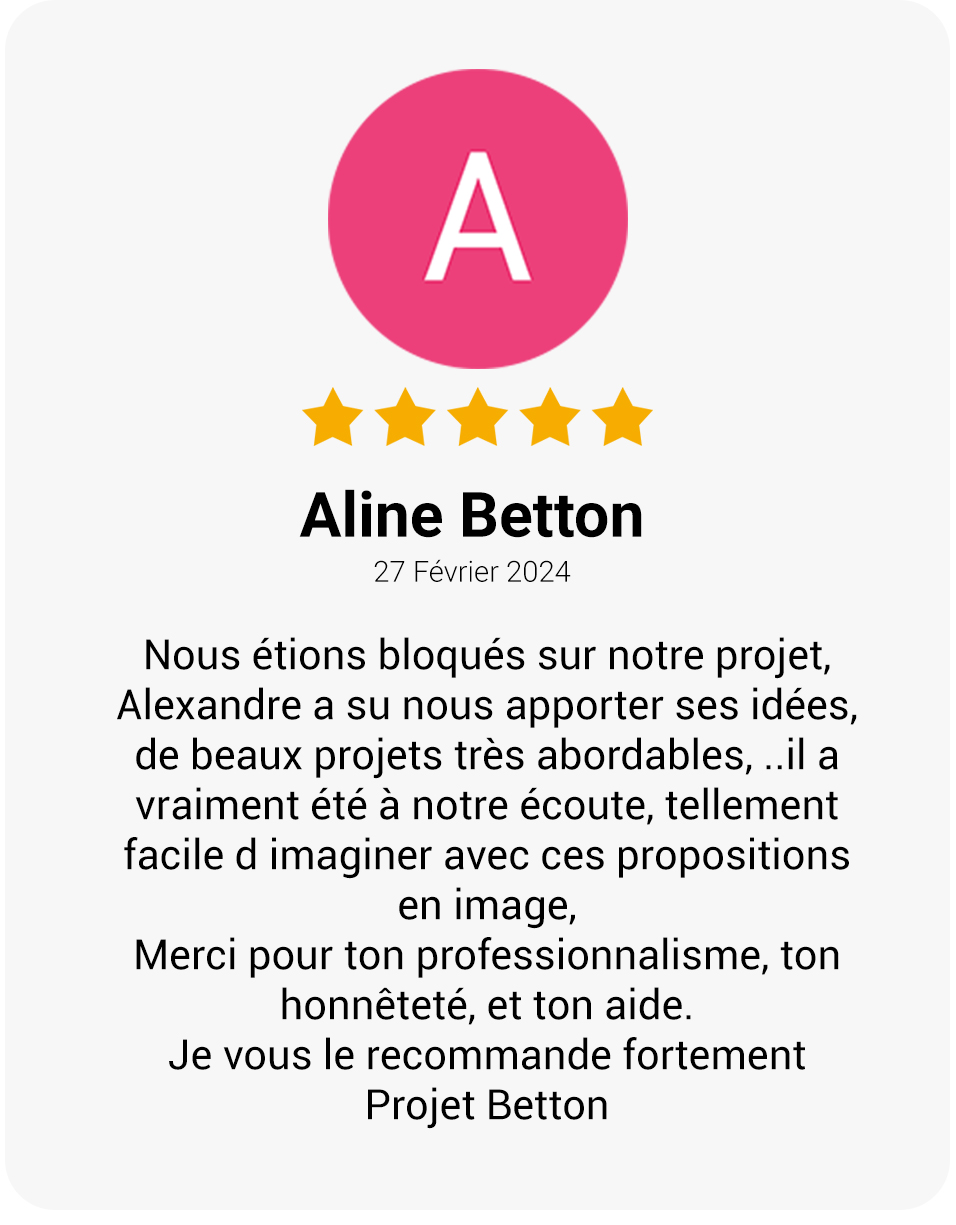 A
Aline Betton
27 Février 2024
Nous étions bloqués sur notre projet,
Alexandre a su nous apporter ses idées,
de beaux projets très abordables, ..il a
vraiment été à notre écoute, tellement
facile d imaginer avec ces propositions
en image,
Merci pour ton professionnalisme, ton
honnêteté, et ton aide.
Je vous le recommande fortement
Projet Betton